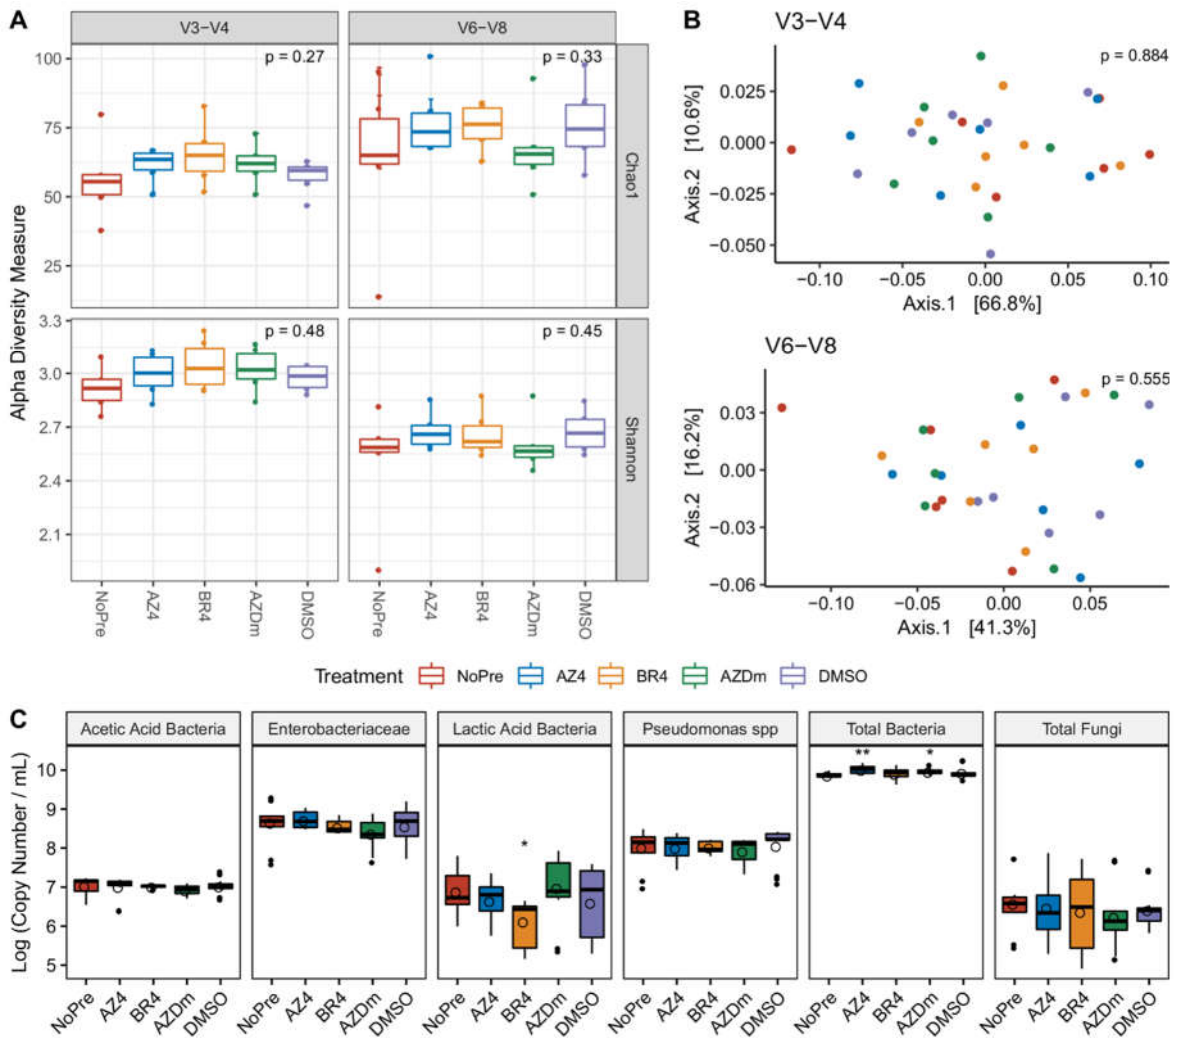 A
V3−V4
V6−V8
p = 0.27
p = 0.33
100
75
50
25
Chao1
p = 0.48
p = 0.45
3.3
3.0
2.7
2.4
2.1
Shannon
Alpha Diversity Measure
NoPre
AZ4
BR4
AZDm
DMSO
NoPre
AZ4
BR4
AZDm
DMSO
B
V3−V4
p = 0.884
0.025
0.000
−0.025
−0.050
Axis.2 [10.6%]
−0.10
−0.05
0.00
0.05
0.10
Axis.1 [66.8%]
V6−V8
p = 0.555
0.03
0.00
−0.03
−0.06
Axis.2 [16.2%]
−0.10
−0.05
0.00
0.05
Axis.1 [41.3%]
Treatment NoPre AZ4 BR4 AZDm DMSO
C
Acetic Acid Bacteria
Enterobacteriaceae
Lactic Acid Bacteria
Pseudomonas spp
Total Bacteria
Total Fungi
*
**
*
10
9
8
7
6
5
Log (Copy Number / mL)
NoPre
AZ4
BR4
AZDm
DMSO
NoPre
AZ4
BR4
AZDm
DMSO
NoPre
AZ4
BR4
AZDm
DMSO
NoPre
AZ4
BR4
AZDm
DMSO
NoPre
AZ4
BR4
AZDm
DMSO
NoPre
AZ4
BR4
AZDm
DMSO